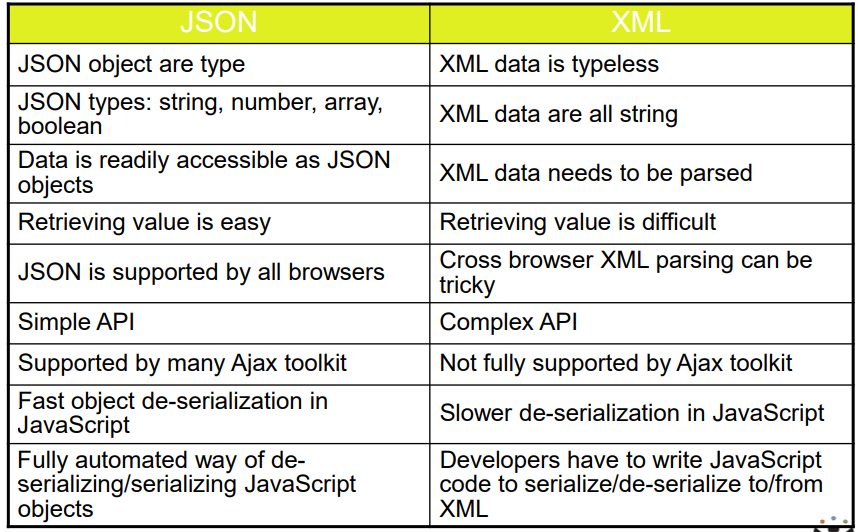 JSON
XML
JSON object are type
XML data is typeless
JSON types: string, number, array,
boolean
XML data are all string
Data is readily accessible as JSON
objects
XML data needs to be parsed
Retrieving value is easy
Retrieving value is difficult
JSON is supported by all browsers
Cross browser XML parsing can be
tricky
Simple API
Complex API
Supported by many Ajax toolkit
Not fully supported by Ajax toolkit
Fast object de-serialization in
JavaScript
Slower de-serialization in JavaScript
Fully automated way of de-
serializing/serializing JavaScript
objects
Developers have to write JavaScript
code to serialize/de-serialize to/from
XML